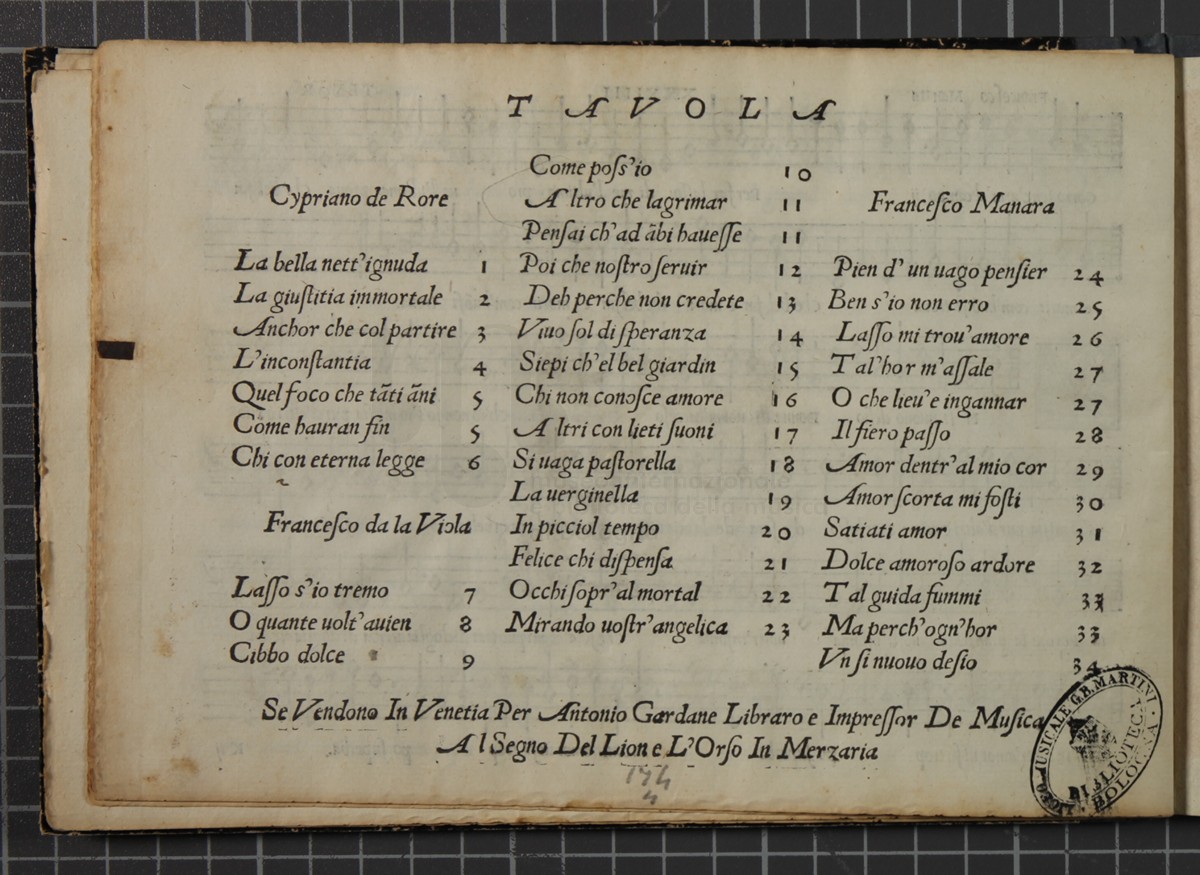 TAVOLA
Cypriano de Rore
La bella nett'ignuda 1
La giuſtitia immortale 2
Anchor che col partire 3
L'inconſtantia 4
Quel foco che tāti āni 5
Come hauran fin 5
Chi con eterna legge 6
Franceſco da la Viola
Laſſo s'io tremo 7
O quante uolt'auien 8
Cibbo dolce 9
Come poſs'io 10
Altro che lagrimar 11
Penſai ch'ad ābi haueſſe 11
Poi che noſtro ſeruir 12
Deh perche non credete 13
Viuo ſol di ſperanza 14
Siepi ch'el bel giardin 15
Chi non conoſce amore 16
Altri con lieti ſuoni 17
Si uaga paſtorella 18
La uerginella 19
In picciol tempo 20
Felice chi diſpenſa 21
Occhi ſopr'al mortal 22
Mirando uoſtr'angelica 23
Franceſco Manara
Pien d'un uago penſier 24
Ben s'io non erro 25
Laſſo mi trou'amore 26
Tal'hor m'aſſale 27
O che lieu'e ingannar 27
Il fiero paſſo 28
Amor dentr'al mio cor 29
Amor ſcorta mi foſti 30
Satiati amor 31
Dolce amoroſo ardore 32
Tal guida fummi 33
Ma perch'ogn'hor 33
Vn ſi nuouo deſio 34
Se Vendono In Venetia Per Antonio Gardane Libraro e Impreſſor De Muſica
Al Segno Del Lion e L'Orſo In Merzaria
LICEO MUSICALE G.B. MARTINI
BIBLIOTECA
BOLOGNA